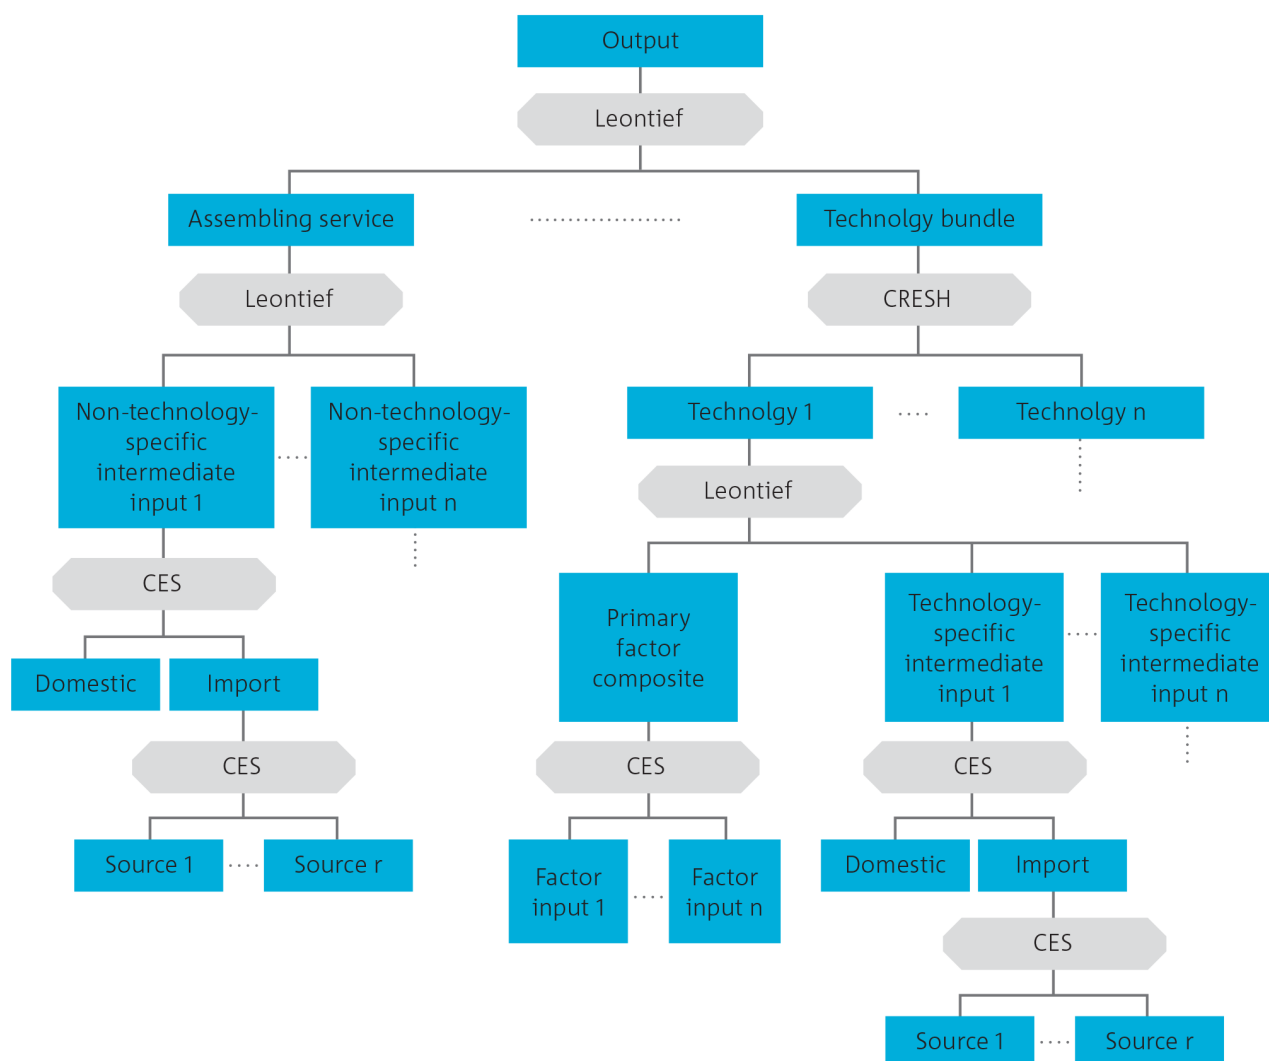 Output
Leontief
Assembling service
Technolgy bundle
Leontief
CRESH
Non-technology-
specific
intermediate
input 1
Non-technology-
specific
intermediate
input n
Technolgy 1
Technolgy n
Leontief
CES
Domestic
Import
CES
Source 1
Source r
Primary
factor
composite
Technology-
specific
intermediate
input 1
Technology-
specific
intermediate
input n
CES
CES
Factor
input 1
Factor
input n
Domestic
Import
CES
Source 1
Source r